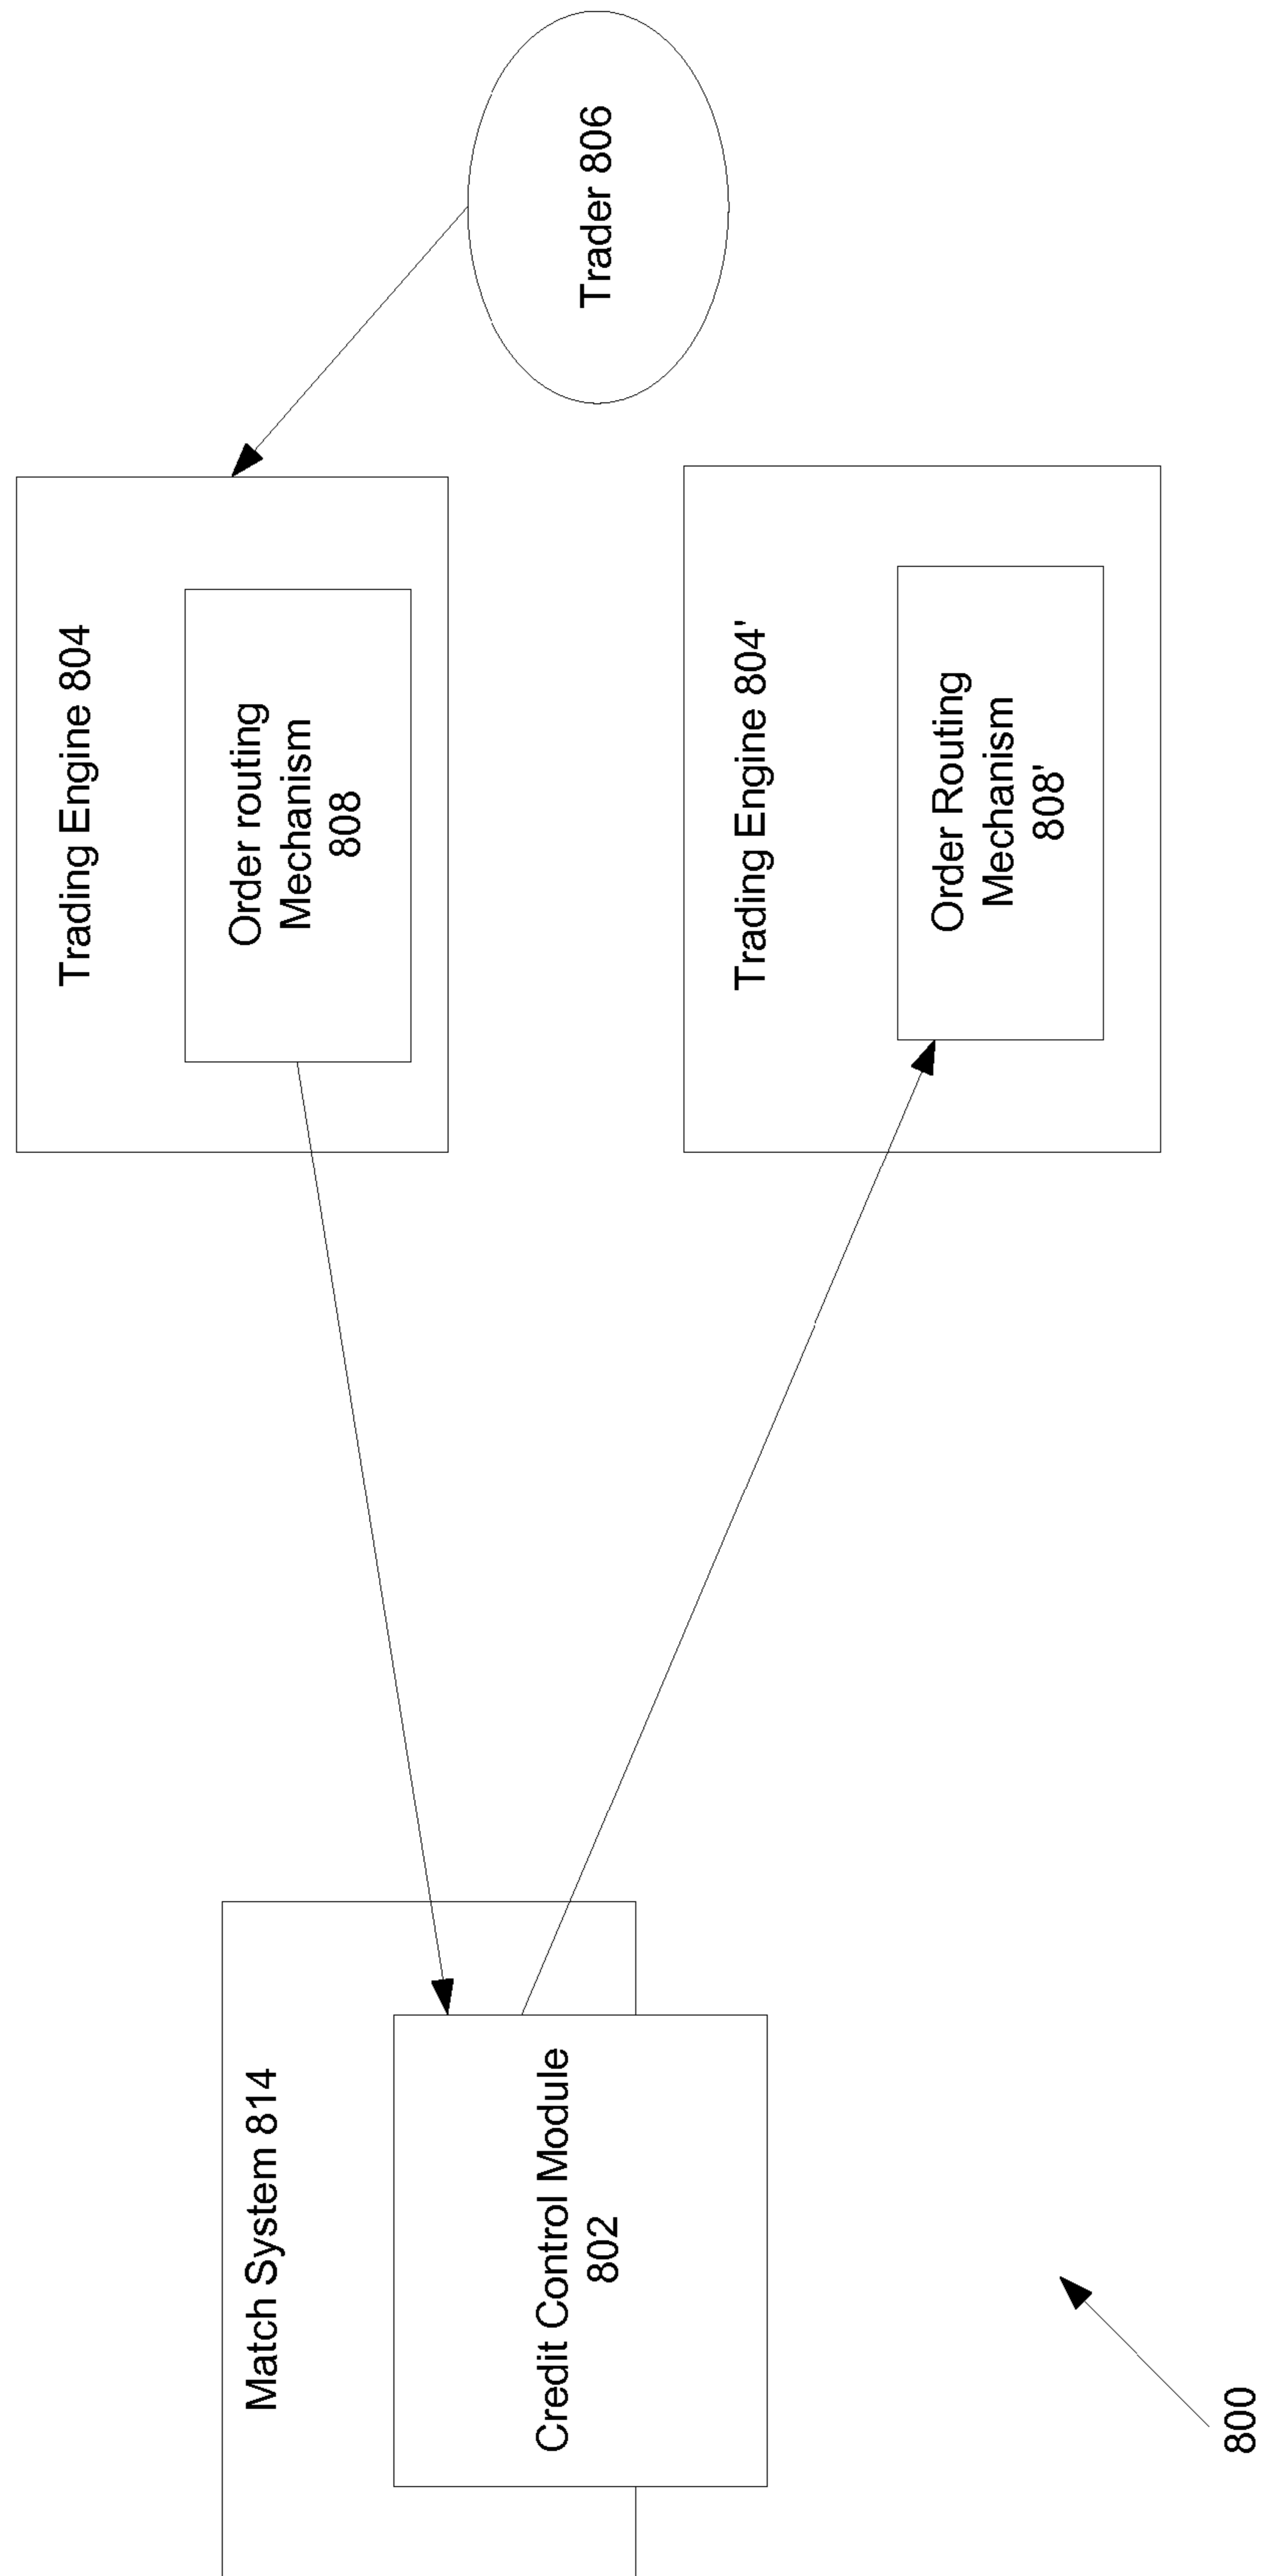 Match System 814
Credit Control Module
802
Trading Engine 804
Order routing
Mechanism
808
Trader 806
Trading Engine 804'
Order Routing
Mechanism
808'
800